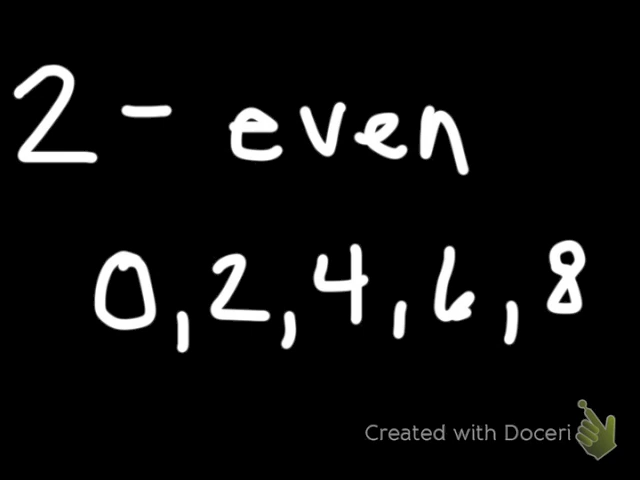 2 - even
0, 2, 4, 6, 8
Created with Doceri